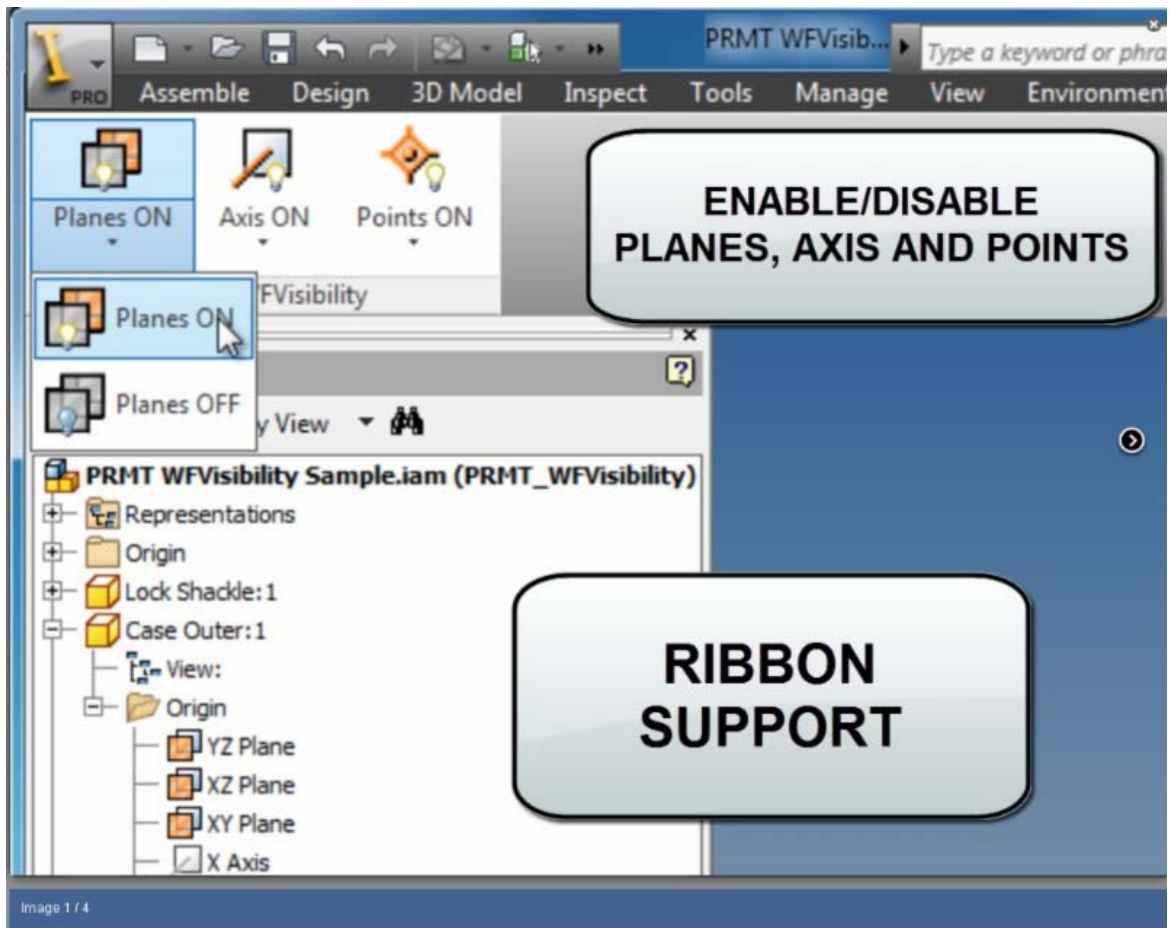 PRMT WFVisib...
Type a keyword or phra
PRO Assemble Design 3D Model Inspect Tools Manage View Environment
Planes ON Axis ON Points ON
ENABLE/DISABLE
PLANES, AXIS AND POINTS
FVisibility
Planes ON
Planes OFF
y View
PRMT WFVisibility Sample.iam (PRMT_WFVisibility)
Representations
Origin
Lock Shackle:1
Case Outer:1
View:
Origin
YZ Plane
XZ Plane
XY Plane
X Axis
RIBBON
SUPPORT
Image 1 / 4